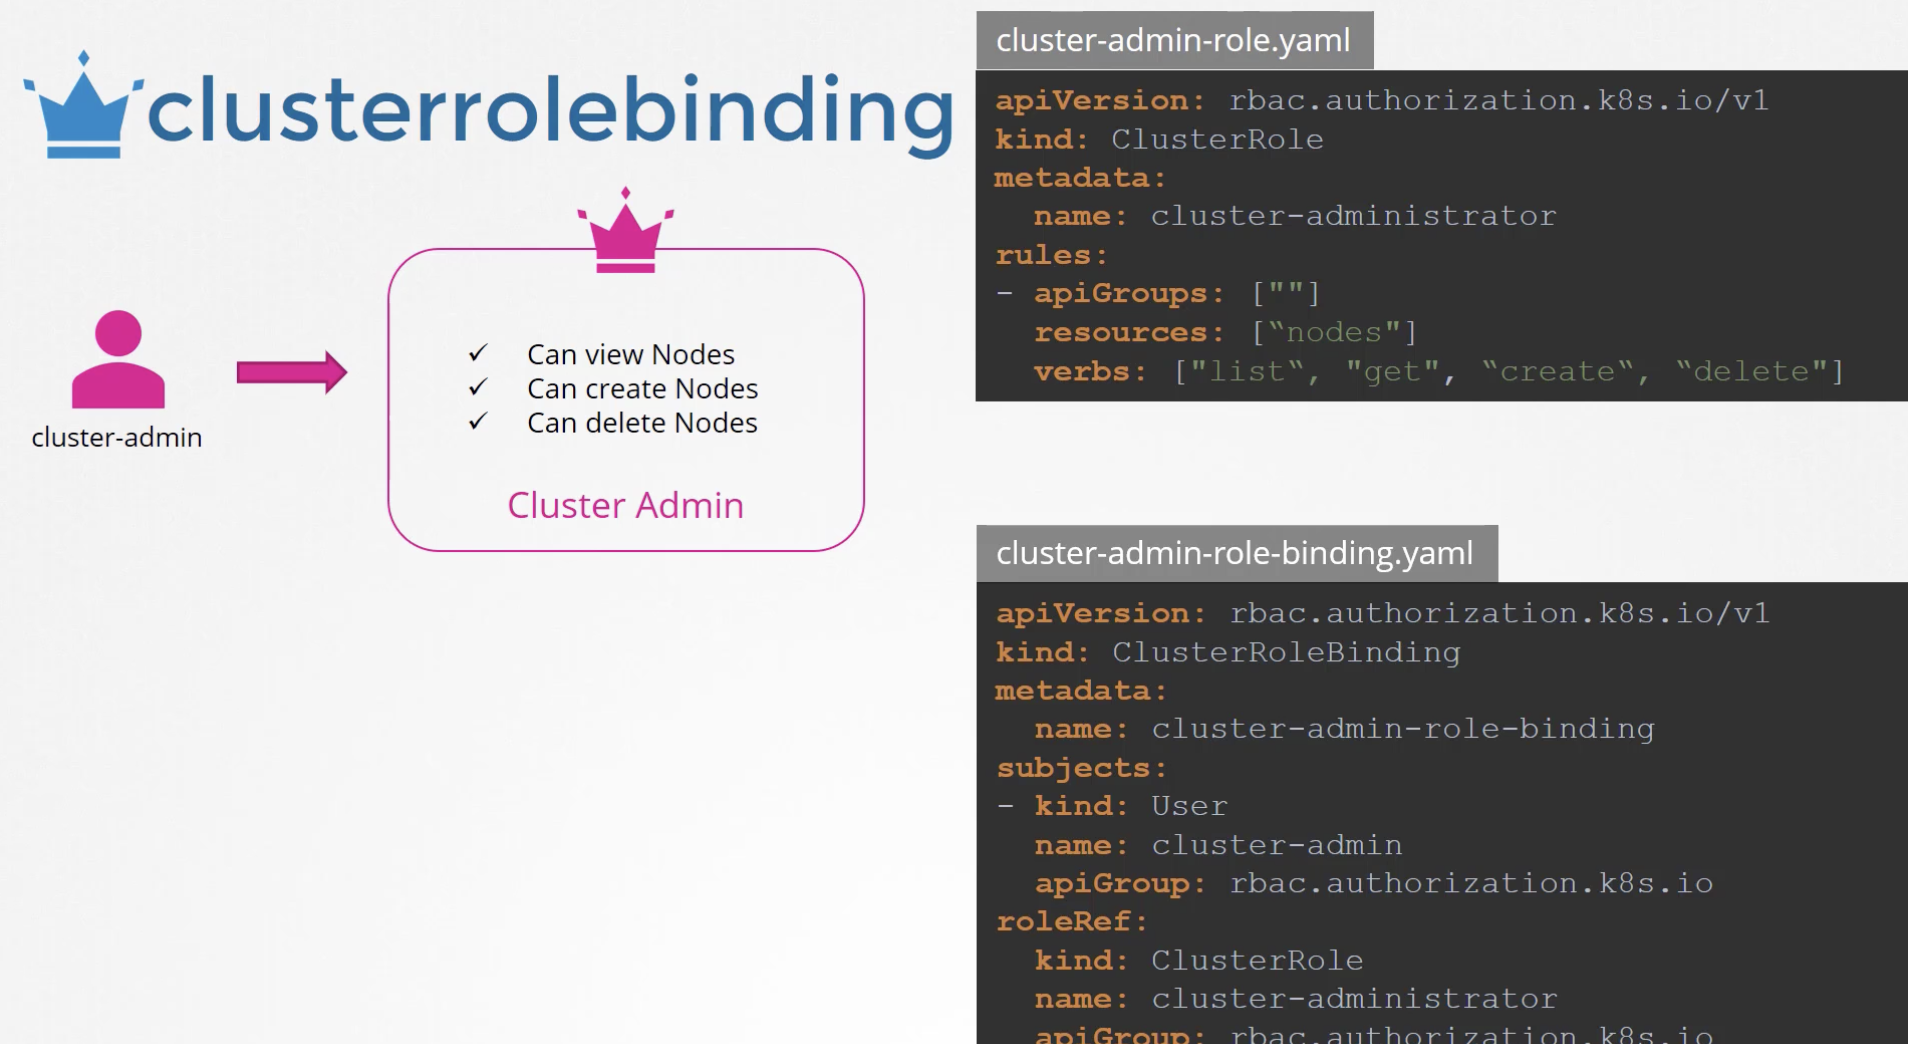 clusterrolebinding
cluster-admin
✓ Can view Nodes
✓ Can create Nodes
✓ Can delete Nodes
Cluster Admin
cluster-admin-role.yaml
apiVersion: rbac.authorization.k8s.io/v1
kind: ClusterRole
metadata:
  name: cluster-administrator
rules:
- apiGroups: [""]
  resources: [“nodes"]
  verbs: ["list“, "get", “create“, “delete"]
cluster-admin-role-binding.yaml
apiVersion: rbac.authorization.k8s.io/v1
kind: ClusterRoleBinding
metadata:
  name: cluster-admin-role-binding
subjects:
- kind: User
  name: cluster-admin
  apiGroup: rbac.authorization.k8s.io
roleRef:
  kind: ClusterRole
  name: cluster-administrator
  apiGroup: rbac.authorization.k8s.io